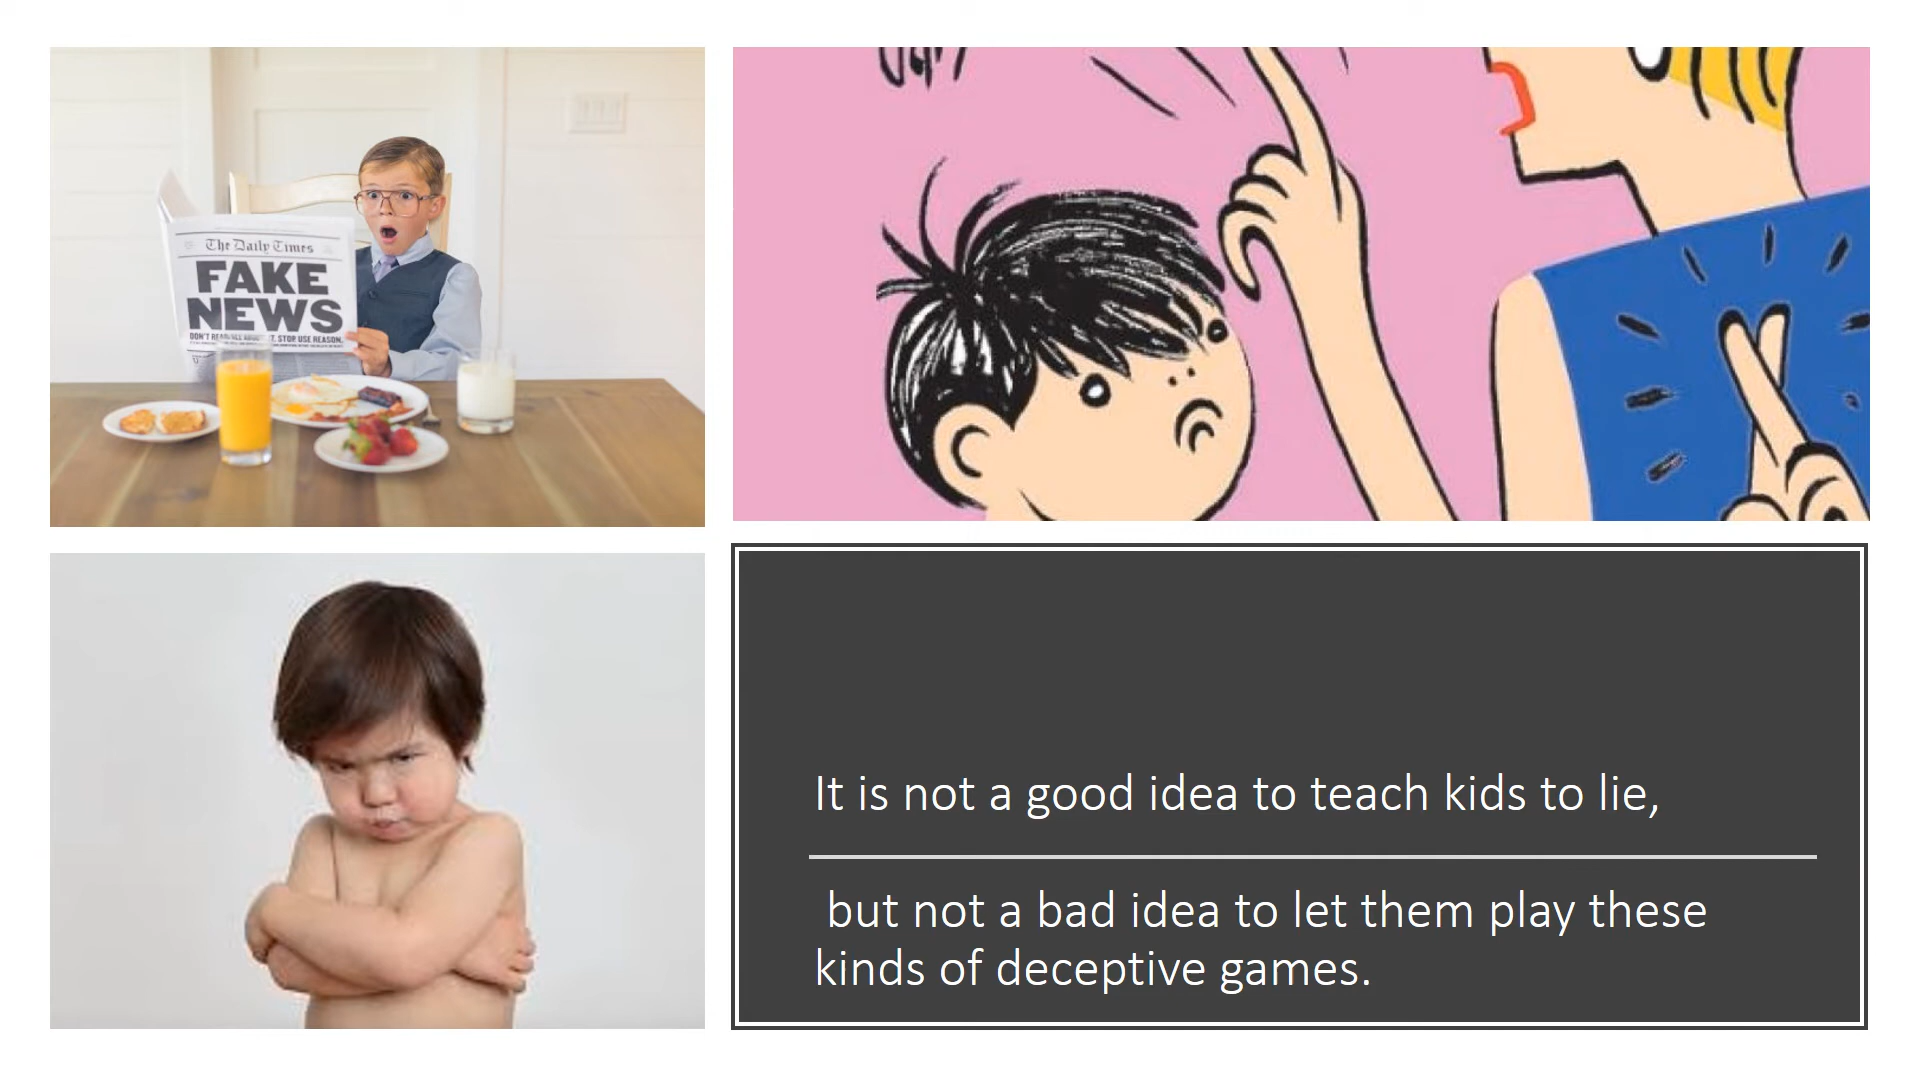 The Daily Times
FAKE
NEWS
It is not a good idea to teach kids to lie,
but not a bad idea to let them play these
kinds of deceptive games.